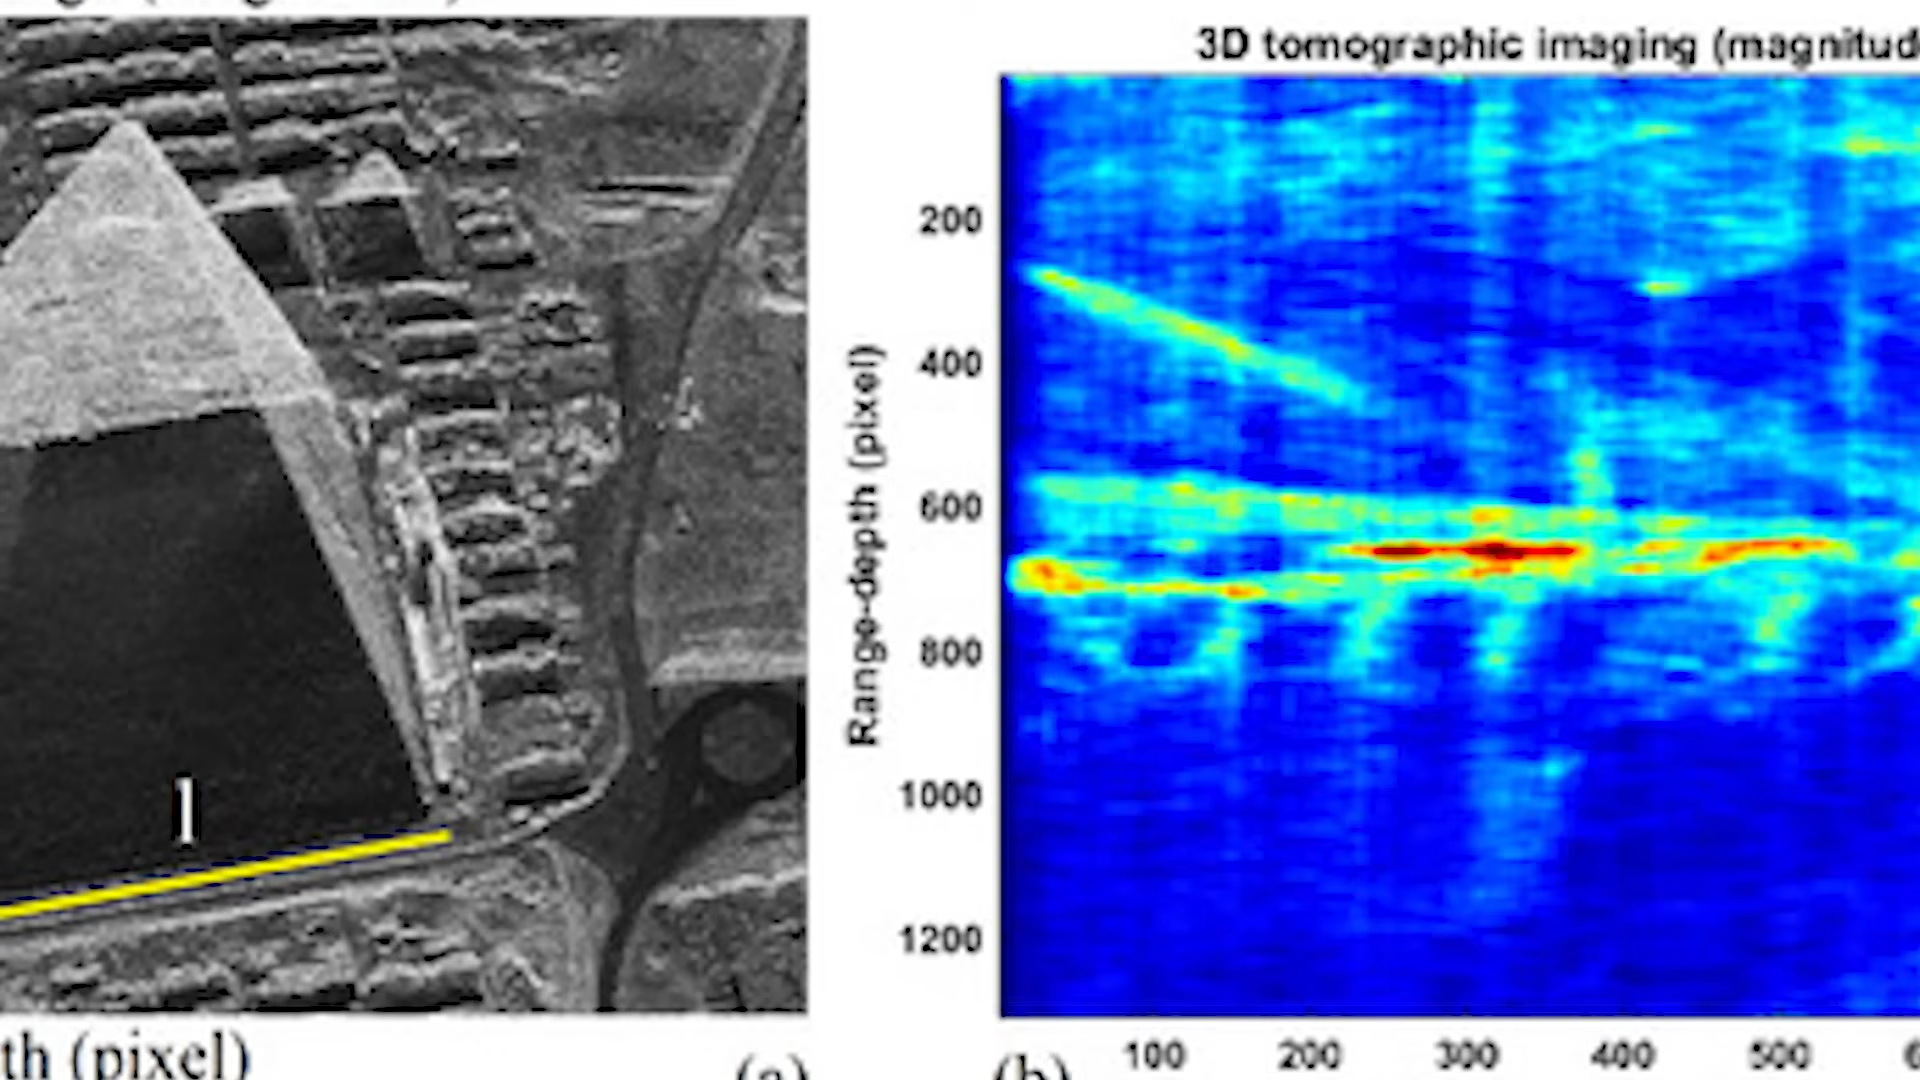 1
th (pixel)
(a)
3D tomographic imaging (magnitud
Range-depth (pixel)
200
400
600
800
1000
1200
100 200 300 400 500 6
(b)